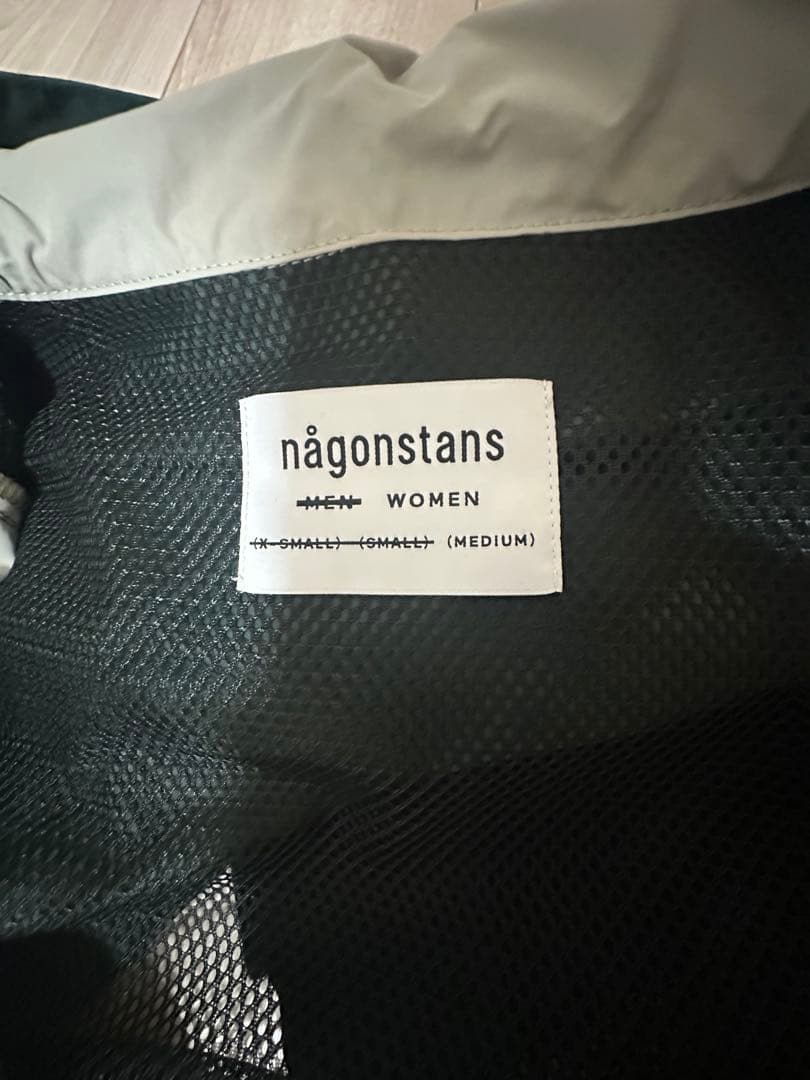 någonstans
MEN WOMEN
(X-SMALL) (SMALL) (MEDIUM)